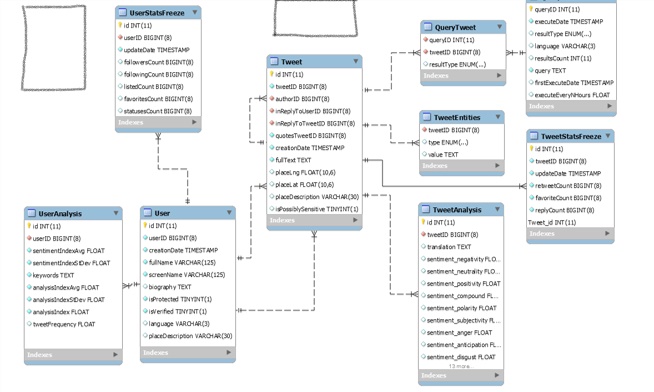 UserStatsFreeze
id INT(11)
userID BIGINT(8)
updateDate TIMESTAMP
followersCount BIGINT(8)
followingCount BIGINT(8)
listedCount BIGINT(8)
favoritesCount BIGINT(8)
statusesCount BIGINT(8)
Indexes
Tweet
id INT(11)
tweetID BIGINT(8)
authorID BIGINT(8)
inReplyToUserID BIGINT(8)
inReplyToTweetID BIGINT(8)
quotesTweetID BIGINT(8)
creationDate TIMESTAMP
fullText TEXT
placeLng FLOAT(10,6)
placeLat FLOAT(10,6)
placeDescription VARCHAR(30)
isPossiblySensitive TINYINT(1)
Indexes
QueryTweet
queryID INT(11)
tweetID BIGINT(8)
resultType ENUM(...)
Indexes
queryID INT(11)
executeDate TIMESTAMP
resultType ENUM(...)
language VARCHAR(3)
resultsCount INT(11)
query TEXT
firstExecuteDate TIMESTAMP
executeEveryNHours FLOAT
Indexes
TweetEntities
tweetID BIGINT(8)
type ENUM(...)
value TEXT
Indexes
TweetStatsFreeze
id INT(11)
tweetID BIGINT(8)
updateDate TIMESTAMP
retweetCount BIGINT(8)
favoriteCount BIGINT(8)
replyCount BIGINT(8)
Tweet_id INT(11)
Indexes
UserAnalysis
id INT(11)
userID BIGINT(8)
sentimentIndexAvg FLOAT
sentimentIndexStDev FLOAT
keywords TEXT
analysisIndexAvg FLOAT
analysisIndexStDev FLOAT
analysisIndex FLOAT
tweetFrequency FLOAT
Indexes
User
id INT(11)
userID BIGINT(8)
creationDate TIMESTAMP
fullName VARCHAR(125)
screenName VARCHAR(125)
biography TEXT
isProtected TINYINT(1)
isVerified TINYINT(1)
language VARCHAR(3)
placeDescription VARCHAR(30)
Indexes
TweetAnalysis
id INT(11)
tweetID BIGINT(8)
translation TEXT
sentiment_negativity FLO...
sentiment_neutrality FLO...
sentiment_positivity FLO...
sentiment_compound FL...
sentiment_polarity FLOAT
sentiment_subjectivity FL...
sentiment_anger FLOAT
sentiment_anticipation FL...
sentiment_disgust FLOAT
13 more...
Indexes